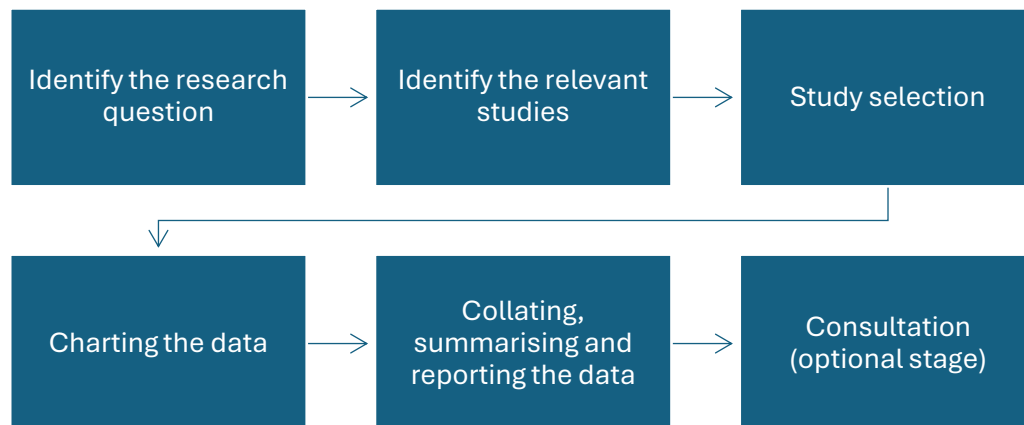 Identify the research
question
Identify the relevant
studies
Study selection
Charting the data
Collating,
summarising and
reporting the data
Consultation
(optional stage)